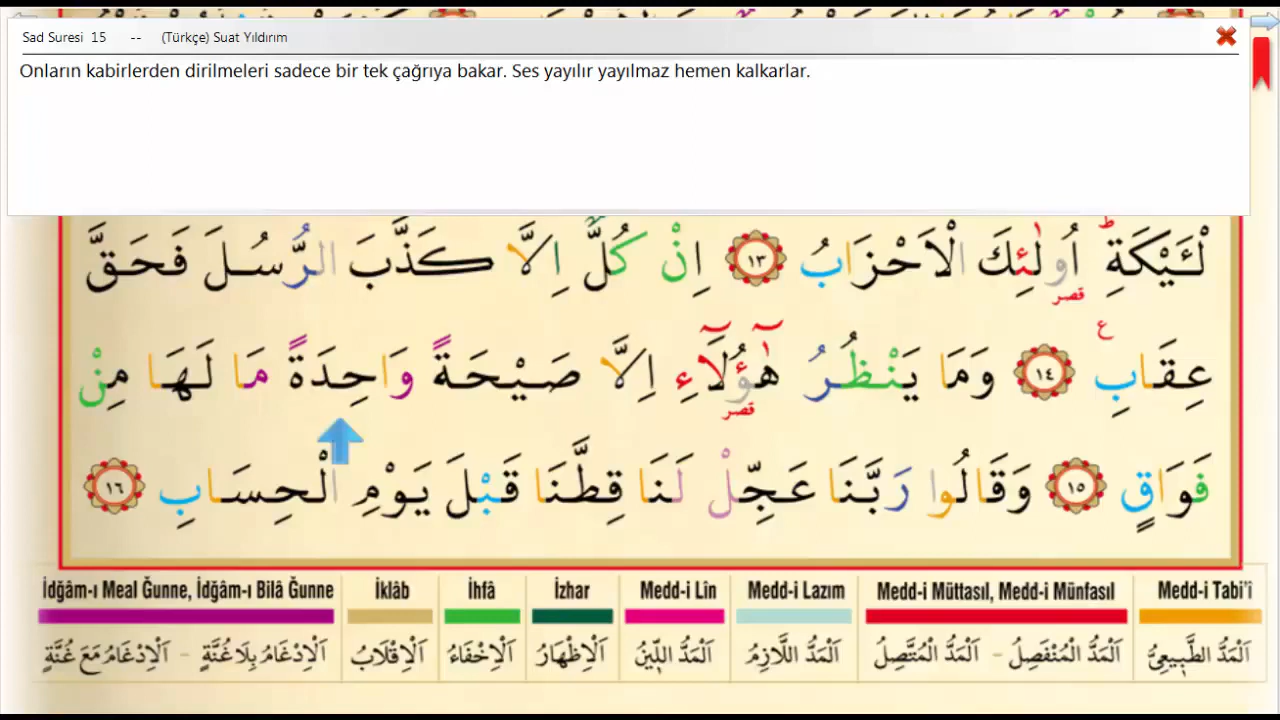 Sad Suresi 15 -- (Türkçe) Suat Yıldırım
Onların kabirlerden dirilmeleri sadece bir tek çağrıya bakar. Ses yayılır yayılmaz hemen kalkarlar.
لْـَٔيْكَةِۜ اُو۬لٰٓئِكَ الْاَحْزَابُ ﴿١٣﴾ اِنْ كُلٌّ اِلَّا كَذَّبَ الرُّسُلَ فَحَقَّ
قصر
عِقَابِ ﴿١٤﴾ ع وَمَا يَنْظُرُ هٰٓؤُ۬لَٓاءِ اِلَّا صَيْحَةً وَاحِدَةً مَا لَهَا مِنْ
قصر
فَوَاقٍ ﴿١٥﴾ وَقَالُوا رَبَّنَا عَجِّلْ لَنَا قِطَّنَا قَبْلَ يَوْمِ الْحِسَابِ ﴿١٦﴾
İdğâm-ı Meal Ğunne, İdğâm-ı Bilâ Ğunne İklâb İhfâ İzhar Medd-i Lîn Medd-i Lazım Medd-i Müttasıl, Medd-i Münfasıl Medd-i Tabi'î
اَلْمَدُّ الطَّبِيعِىُّ اَلْمَدُّ الْمُنْفَصِلُ – اَلْمَدُّ الْمُتَّصِلُ اَلْمَدُّ اللَّازِمُ اَلْمَدُّ اللِّينُ اَلْاِظْهَارُ اَلْاِخْفَاءُ اَلْاِقْلَابُ اَلْاِدْغَامُ بِلَاغُنَّةٍ – اَلْاِدْغَامُ مَعَ غُنَّةٍ